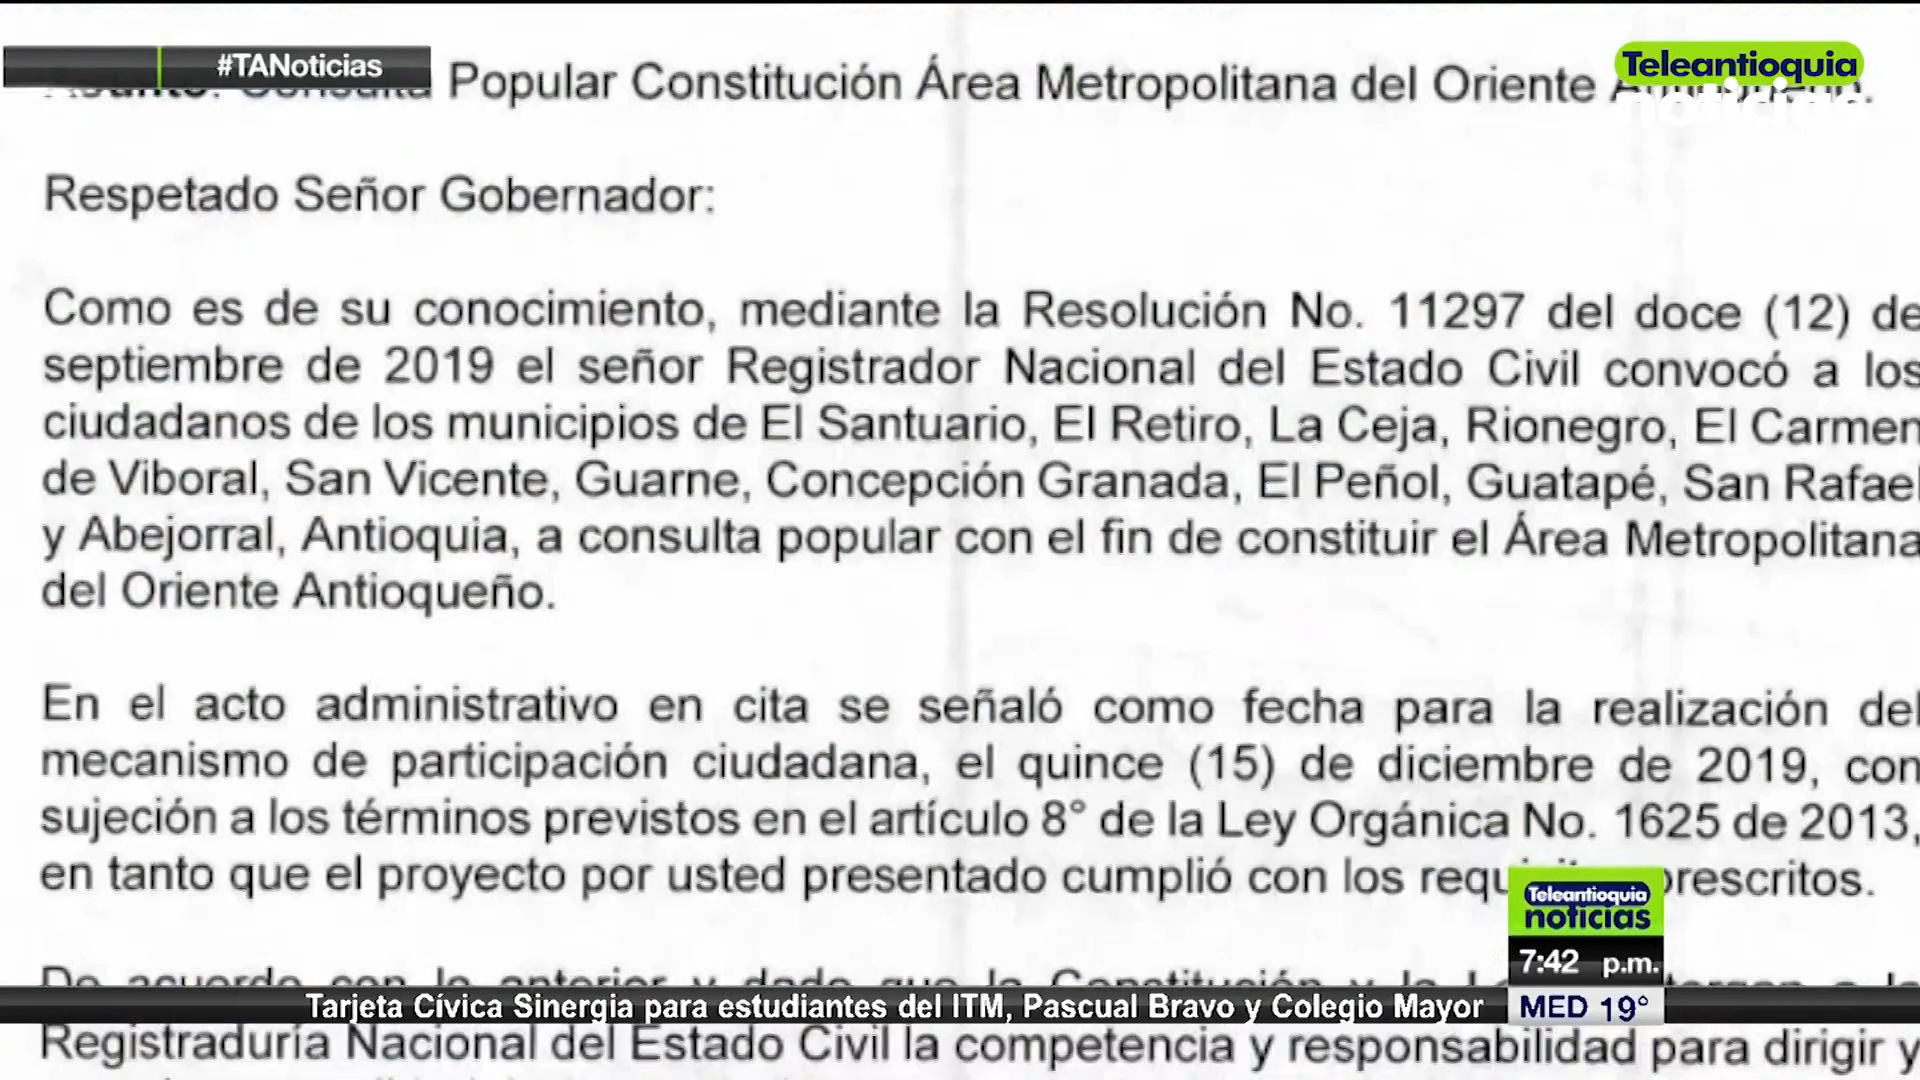 #TANoticias
Teleantioquia
noticias
Popular Constitución Área Metropolitana del Oriente
Respetado Señor Gobernador:
Como es de su conocimiento, mediante la Resolución No. 11297 del doce (12) de
septiembre de 2019 el señor Registrador Nacional del Estado Civil convocó a los
ciudadanos de los municipios de El Santuario, El Retiro, La Ceja, Rionegro, El Carmen
de Viboral, San Vicente, Guarne, Concepción Granada, El Peñol, Guatapé, San Rafael
y Abejorral, Antioquia, a consulta popular con el fin de constituir el Área Metropolitana
del Oriente Antioqueño.
En el acto administrativo en cita se señaló como fecha para la realización del
mecanismo de participación ciudadana, el quince (15) de diciembre de 2019, con
sujeción a los términos previstos en el artículo 8° de la Ley Orgánica No. 1625 de 2013,
en tanto que el proyecto por usted presentado cumplió con los prescritos.
Teleantioquia
noticias
7:42 p.m.
MED 19°
Tarjeta Cívica Sinergia para estudiantes del ITM, Pascual Bravo y Colegio Mayor
Registraduría Nacional del Estado Civil la competencia y responsabilidad para dirigir y